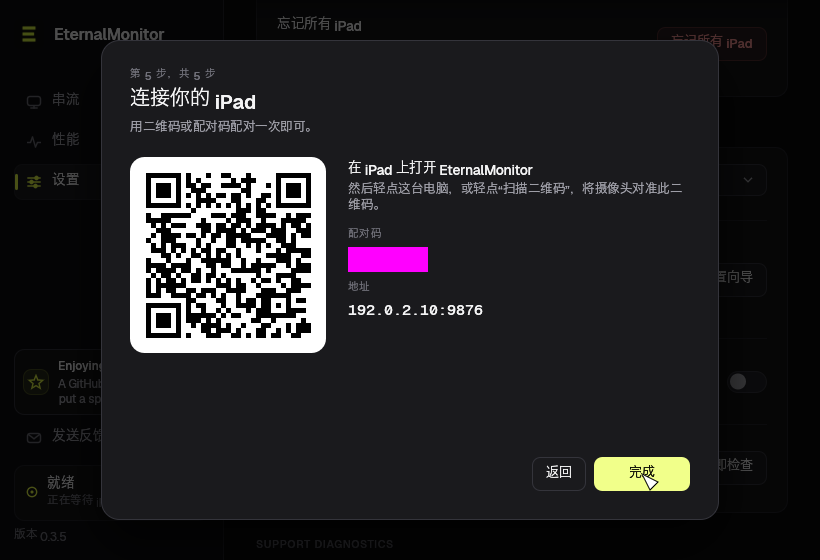 EternalMonitor
忘记所有 iPad
忘记所有 iPad
串流
性能
设置
第 5 步，共 5 步
连接你的 iPad
用二维码或配对码配对一次即可。
在 iPad 上打开 EternalMonitor
然后轻点这台电脑，或轻点“扫描二维码”，将摄像头对准此二
维码。
配对码
地址
192.0.2.10:9876
返回
完成
置向导
即检查
Enjoying
A GitHub
put a sp
发送反馈
就绪
正在等待
版本 0.3.5
SUPPORT DIAGNOSTICS